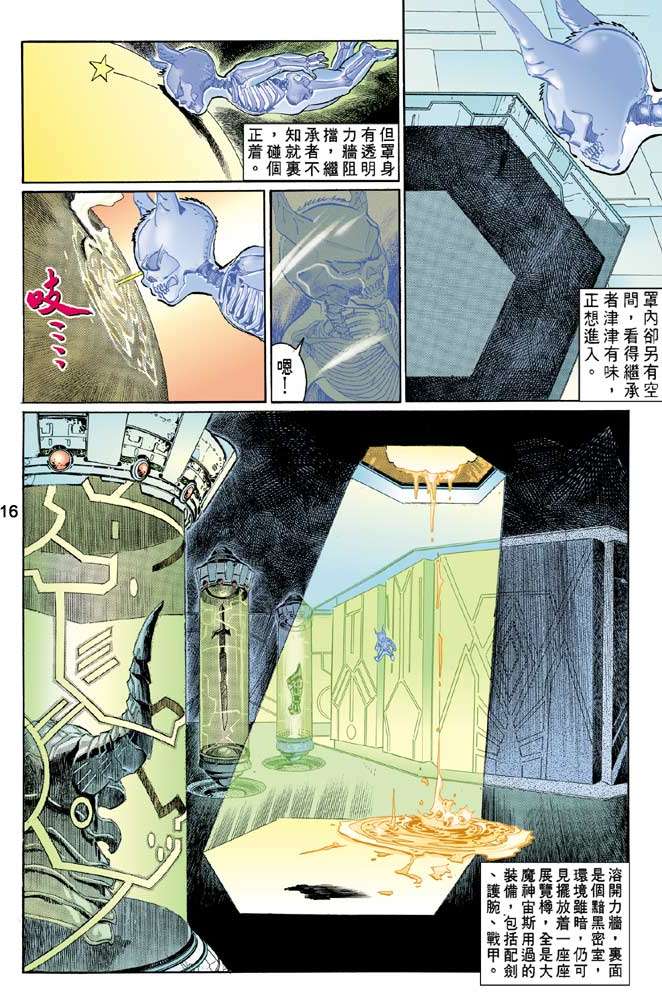 罩內卻另有空
間，看得繼承
者津津有味，
正想進入。
但罩身
有透明
力牆阻
擋，繼
承者不
知就裏
，碰個
正着。
嗯！
吱ミミ、
溶開力牆，裏面
是個黯黑密室，
環境雖暗，仍可
見擺放着一座座
展覽樽，全是大
魔神宙斯用過的
裝備，包括配劍
、護腕、戰甲。
16